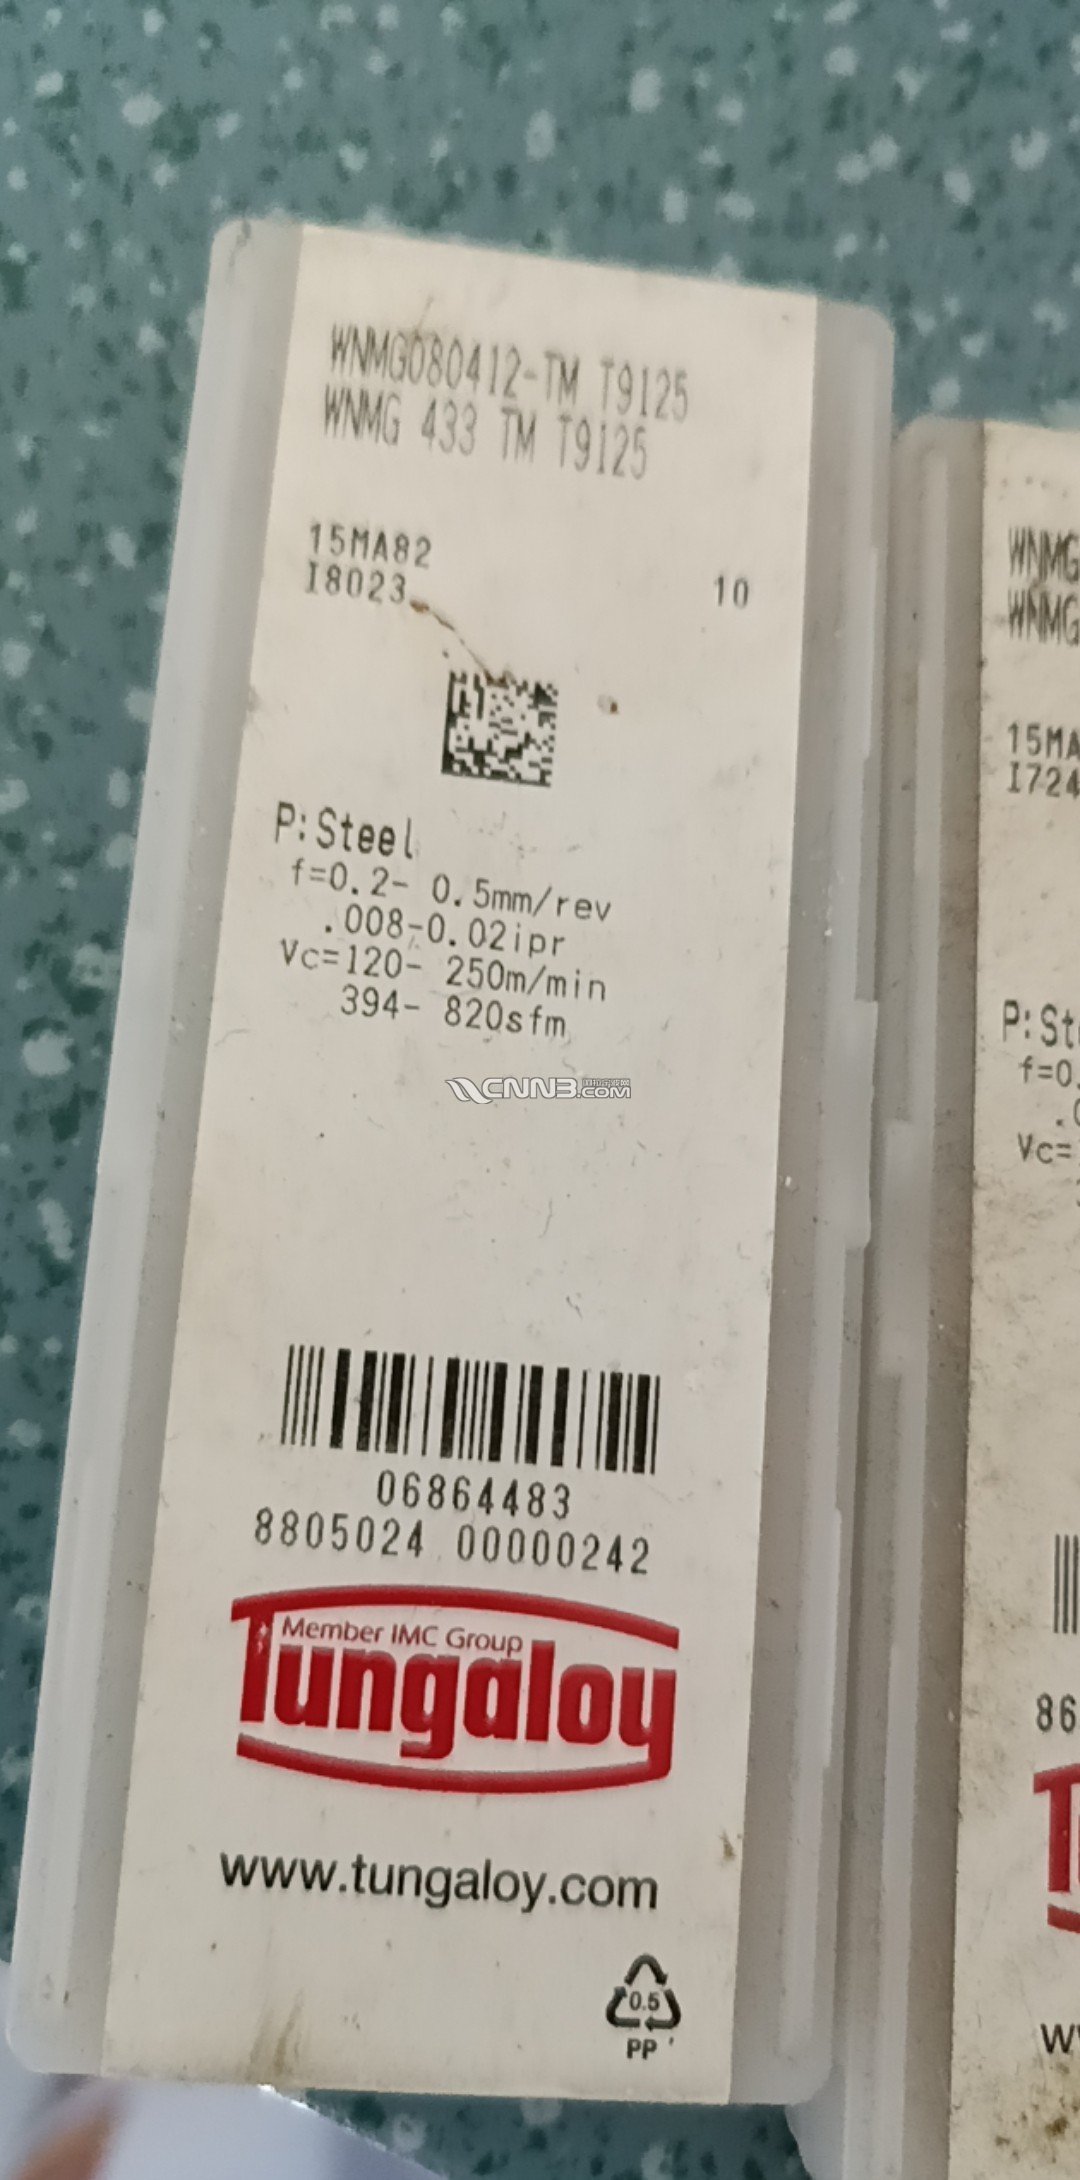 WNMG080412-TM T9125
WNMG 433 TM T9125
15MA82
I8023
10
P:Steel
f=0.2- 0.5mm/rev
.008-0.02ipr
Vc=120- 250m/min
394- 820sfm
CNNB.COM
06864483
8805024 00000242
Member IMC Group
Tungaloy
www.tungaloy.com
0.5
PP
WNMG
WNMG
15MA
I724
P:St
f=0.
Vc=
86
T
w